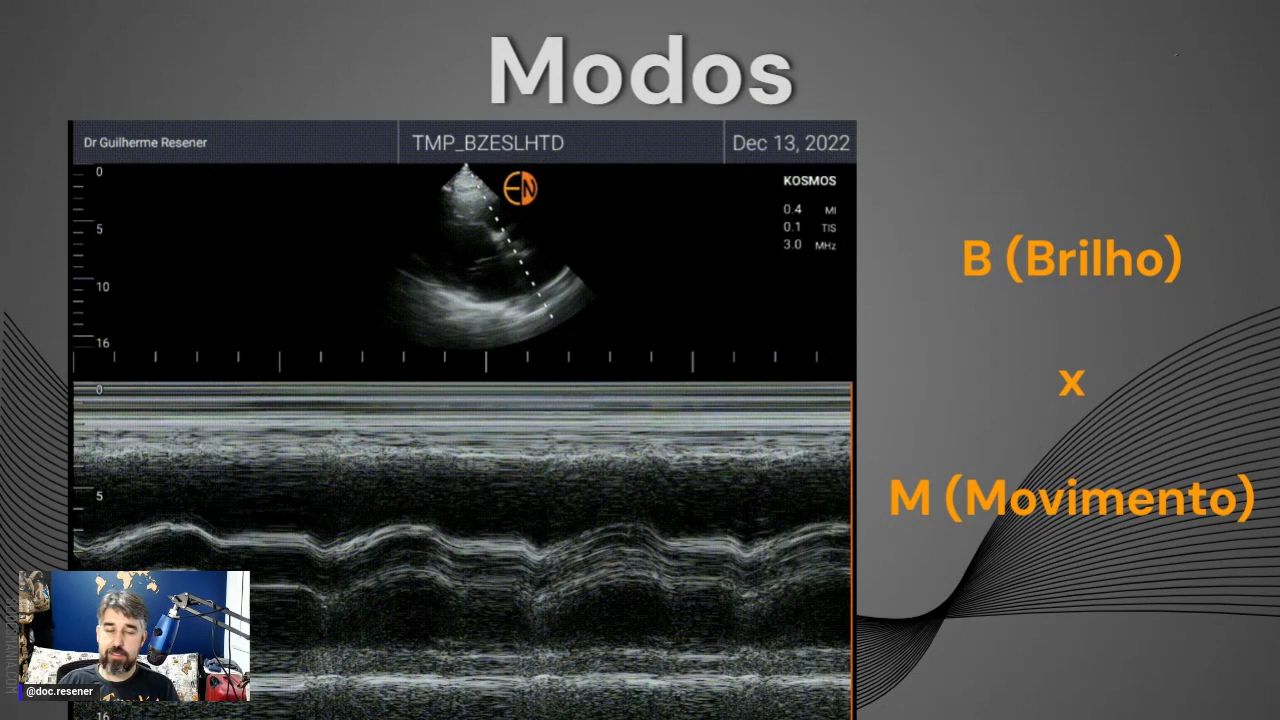 Modos
Dr Guilherme Resener
TMP_BZESLHTD
Dec 13, 2022
0
5
10
16
EN
KOSMOS
0.4 MI
0.1 TIS
3.0 MHz
B (Brilho)
x
M (Movimento)
0
5
16
@doc.resener